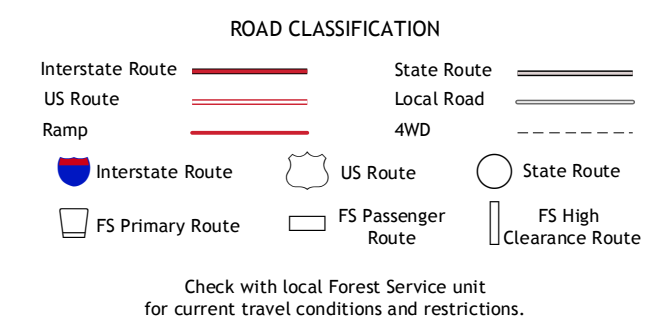 ROAD CLASSIFICATION
Interstate Route
State Route
US Route
Local Road
Ramp
4WD
Interstate Route
US Route
State Route
FS Primary Route
FS Passenger
Route
FS High
Clearance Route
Check with local Forest Service unit
for current travel conditions and restrictions.